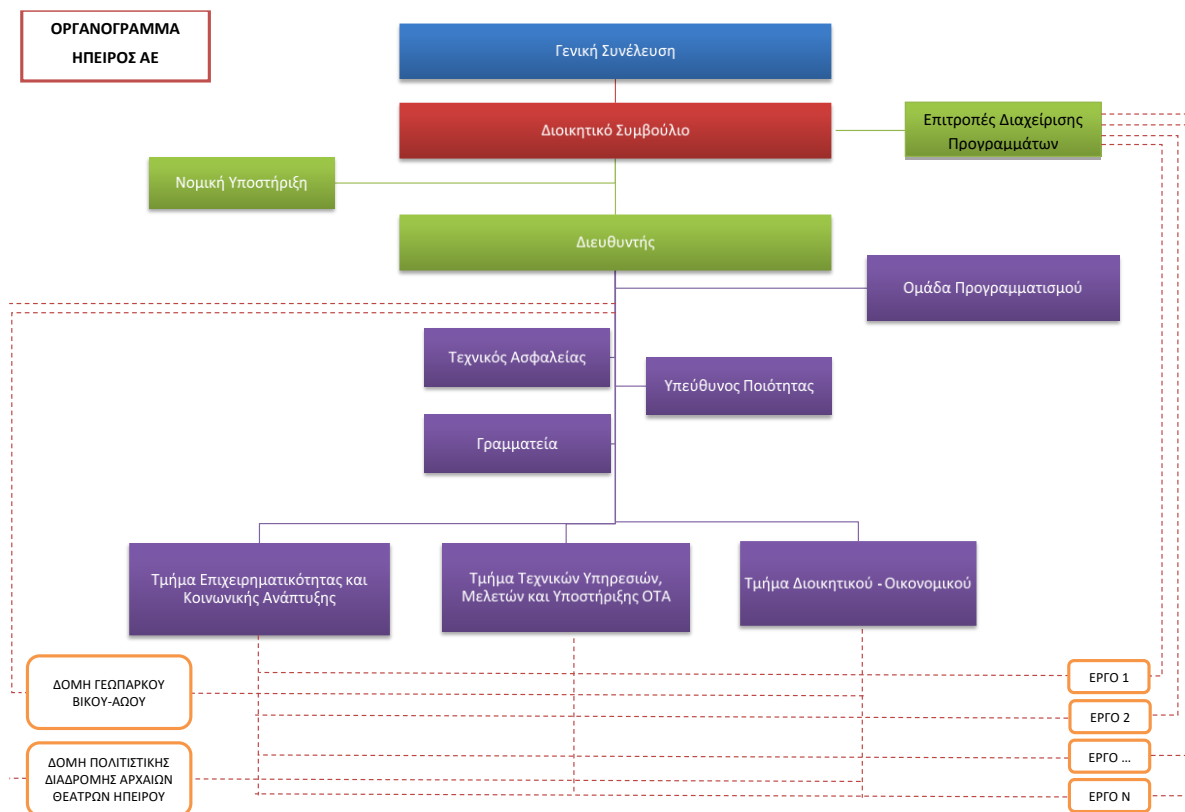 ΟΡΓΑΝΟΓΡΑΜΜΑ
ΗΠΕΙΡΟΣ ΑΕ
Γενική Συνέλευση
Διοικητικό Συμβούλιο
Επιτροπές Διαχείρισης
Προγραμμάτων
Νομική Υποστήριξη
Διευθυντής
Ομάδα Προγραμματισμού
Τεχνικός Ασφαλείας
Υπεύθυνος Ποιότητας
Γραμματεία
Τμήμα Επιχειρηματικότητας και
Κοινωνικής Ανάπτυξης
Τμήμα Τεχνικών Υπηρεσιών,
Μελετών και Υποστήριξης ΟΤΑ
Τμήμα Διοικητικού - Οικονομικού
ΔΟΜΗ ΓΕΩΠΑΡΚΟΥ
ΒΙΚΟΥ-ΑΩΟΥ
ΕΡΓΟ 1
ΕΡΓΟ 2
ΔΟΜΗ ΠΟΛΙΤΙΣΤΙΚΗΣ
ΔΙΑΔΡΟΜΗΣ ΑΡΧΑΙΩΝ
ΘΕΑΤΡΩΝ ΗΠΕΙΡΟΥ
ΕΡΓΟ ...
ΕΡΓΟ Ν